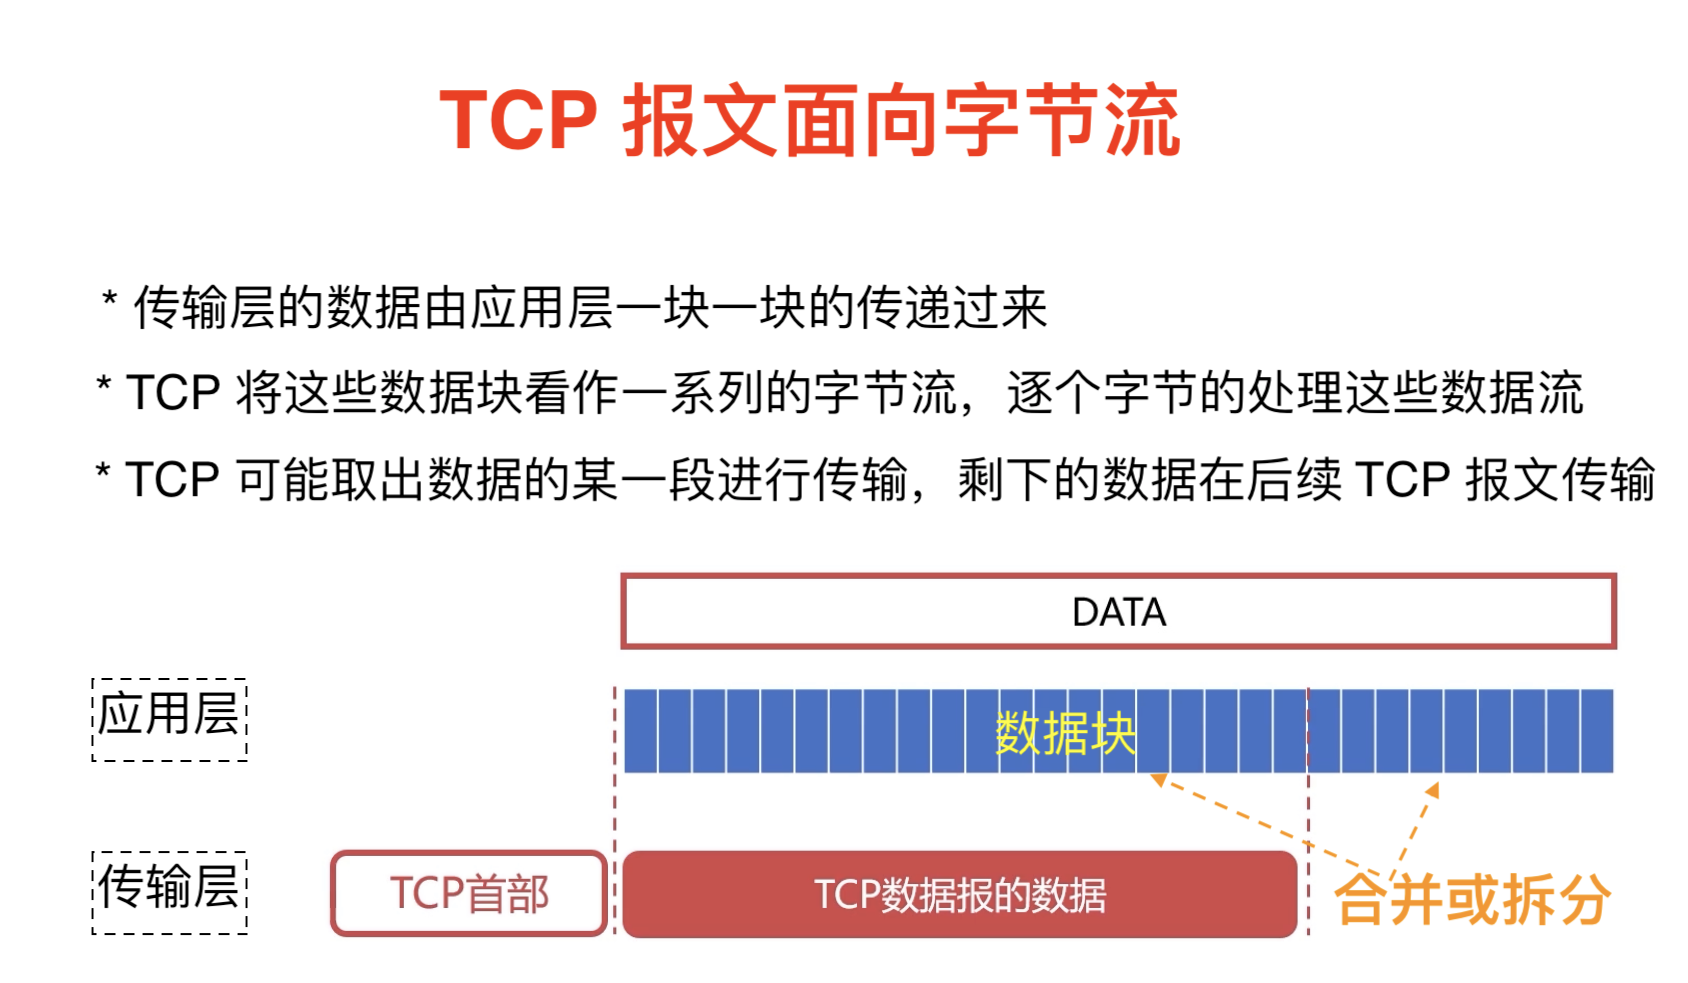 TCP 报文面向字节流
* 传输层的数据由应用层一块一块的传递过来
* TCP 将这些数据块看作一系列的字节流，逐个字节的处理这些数据流
* TCP 可能取出数据的某一段进行传输，剩下的数据在后续 TCP 报文传输
DATA
应用层
数据块
传输层
TCP首部
TCP数据报的数据
合并或拆分